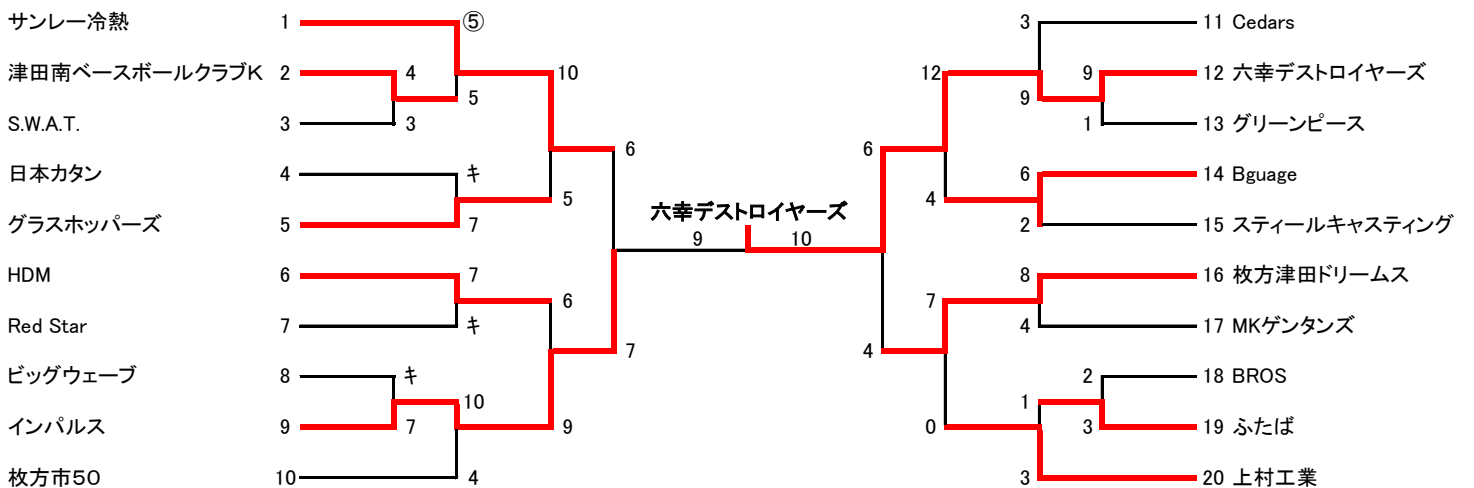 サンレー冷熱 1 ⑤ 3 11 Cedars
津田南ベースボールクラブK 2 4 10 12 9 12 六幸デストロイヤーズ
5 9
S.W.A.T. 3 3 1 13 グリーンピース
6 6
日本カタン 4 キ 6 14 Bguage
5 4
六幸デストロイヤーズ
グラスホッパーズ 5 7 2 15 スティールキャスティング
9 10
HDM 6 7 8 16 枚方津田ドリームス
6 7
Red Star 7 キ 4 17 MKゲンタンズ
7 4
ビッグウェーブ 8 キ 2 18 BROS
10 1
インパルス 9 7 9 0 3 19 ふたば
枚方市50 10 4 3 20 上村工業